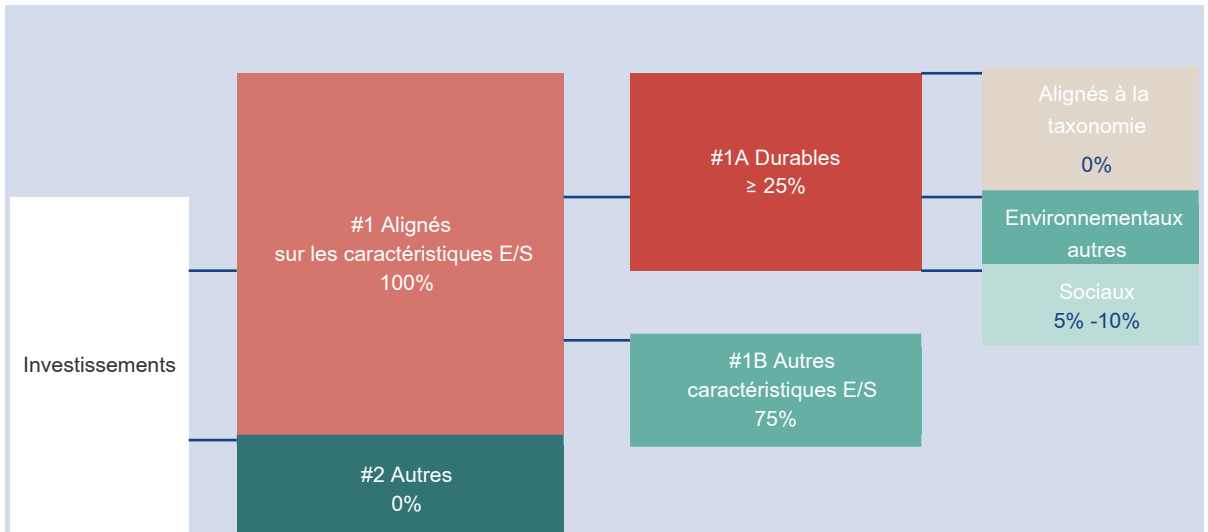 Investissements
#1 Alignés
sur les caractéristiques E/S
100%
#2 Autres
0%
#1A Durables
≥ 25%
#1B Autres
caractéristiques E/S
75%
Alignés à la
taxonomie
0%
Environnementaux
autres
Sociaux
5% -10%